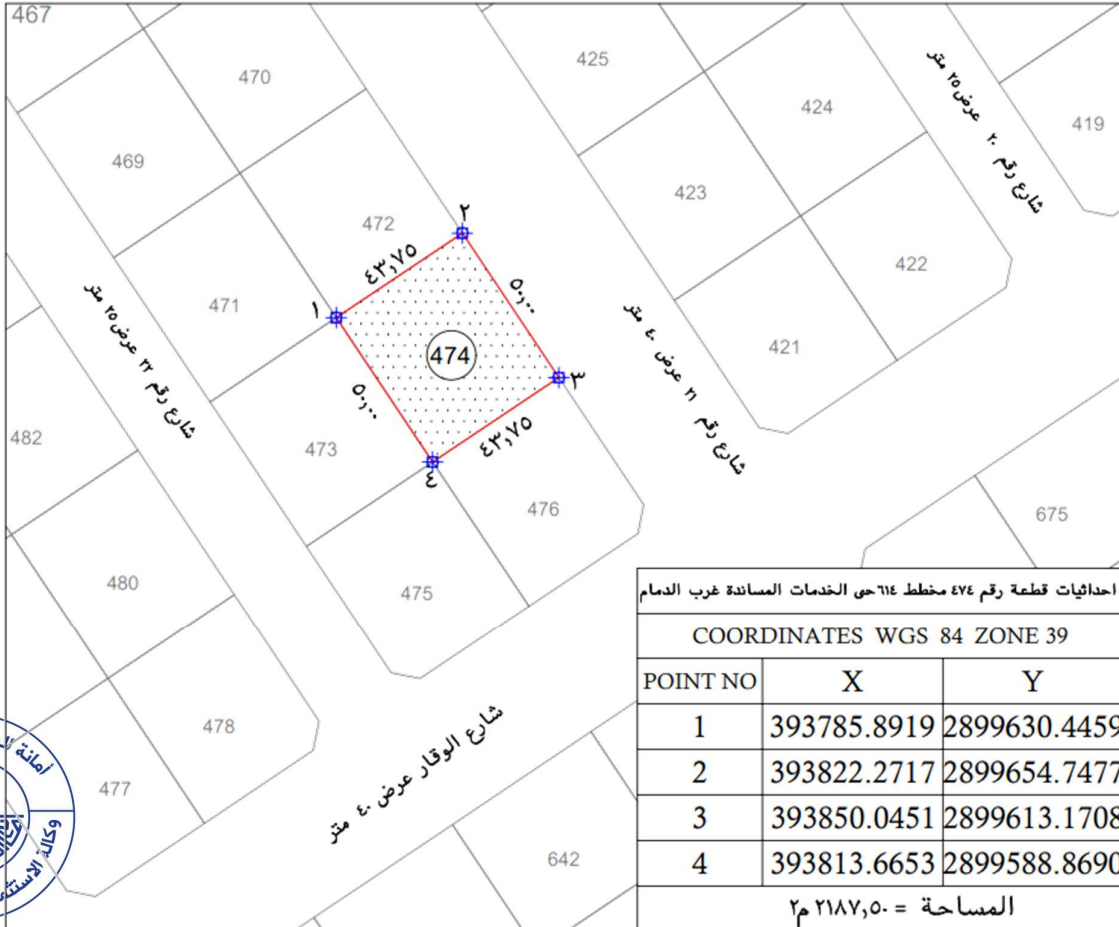 467
470
425
424
419
شارع رقم ٢٠ عرض ٢٥ متر
469
423
472
٢
422
٤٣,٧٥
471
١
٥٠,٠٠
شارع رقم ٢٢ عرض ٢٥ متر
474
421
شارع رقم ٢١ عرض ٤٠ متر
٣
٥٠,٠٠
482
473
٤٣,٧٥
٤
476
675
480
475
478
477
شارع الوقار عرض ٤٠ متر
642
احداثيات قطعة رقم ٤٧٤ مخطط ٦١٤ حى الخدمات المساندة غرب الدمام
COORDINATES WGS 84 ZONE 39
POINT NO X Y
1 393785.8919 2899630.4459
2 393822.2717 2899654.7477
3 393850.0451 2899613.1708
4 393813.6653 2899588.8690
المساحة = ٢١٨٧,٥٠ م٢
أمانة
وكالة